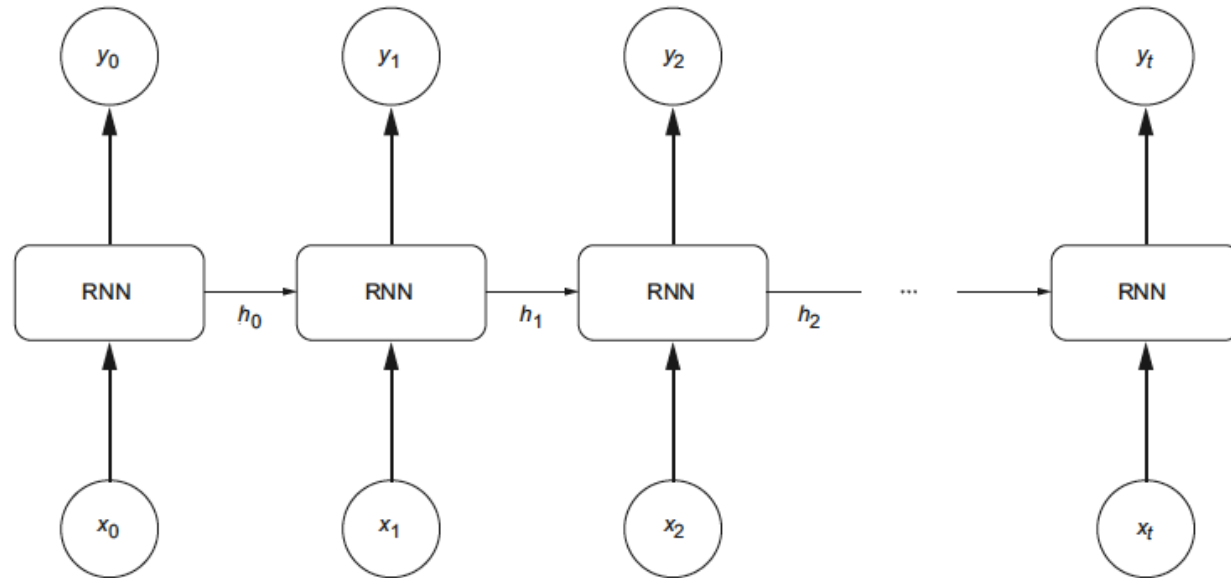 y0 y1 y2 yt
RNN RNN RNN ... RNN
h0 h1 h2
x0 x1 x2 xt